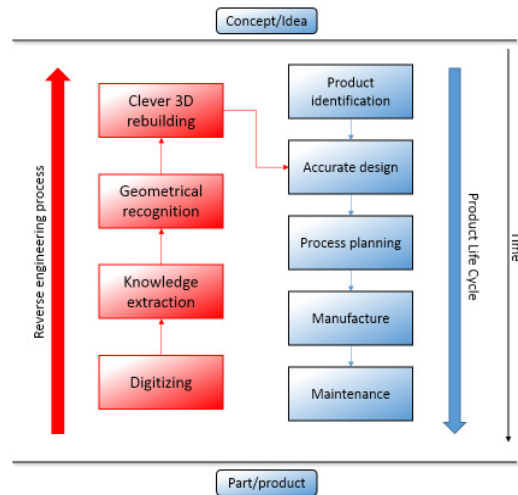 Concept/Idea
Reverse engineering process
Clever 3D
rebuilding
Geometrical
recognition
Knowledge
extraction
Digitizing
Product
identification
Accurate design
Process planning
Manufacture
Maintenance
Product Life Cycle
Time
Part/product